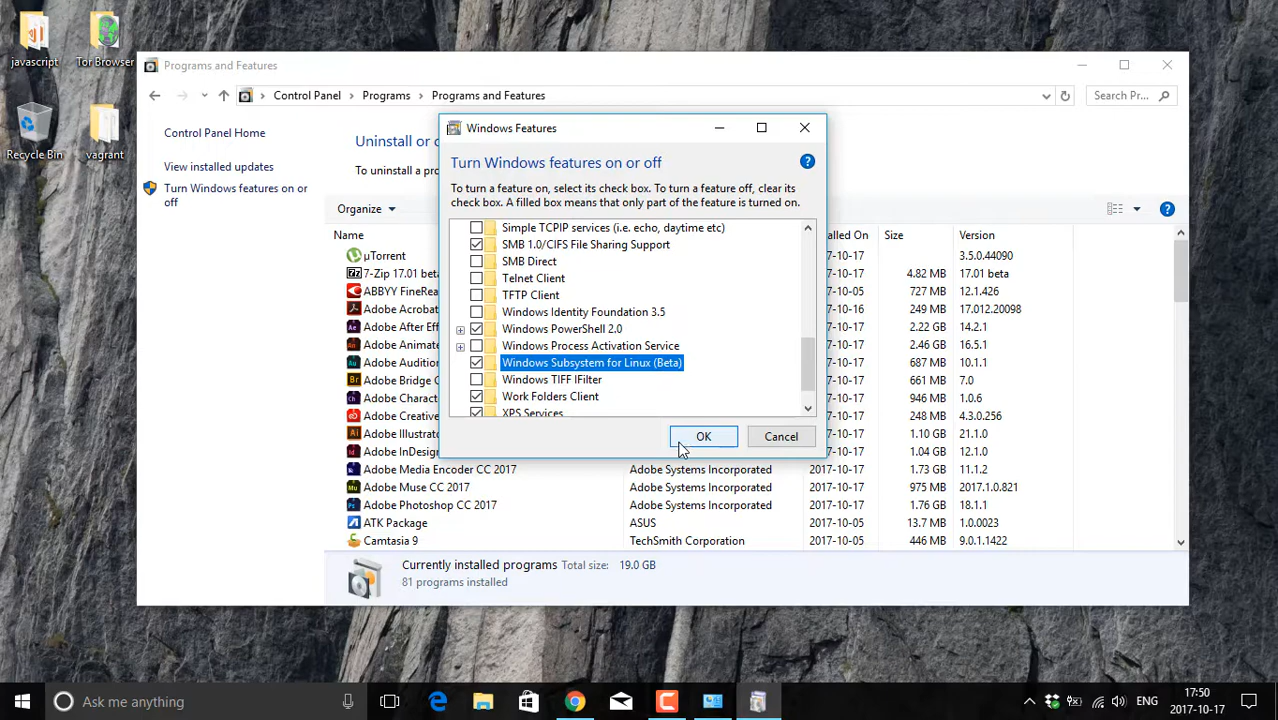 javascript
Tor Browser
Recycle Bin
vagrant
Programs and Features
Control Panel
Programs
Programs and Features
Search Pr...
Control Panel Home
View installed updates
Turn Windows features on or
off
Uninstall or c
To uninstall a pro
Organize
Windows Features
Turn Windows features on or off
To turn a feature on, select its check box. To turn a feature off, clear its
check box. A filled box means that only part of the feature is turned on.
Simple TCPIP services (i.e. echo, daytime etc)
SMB 1.0/CIFS File Sharing Support
SMB Direct
Telnet Client
TFTP Client
Windows Identity Foundation 3.5
Windows PowerShell 2.0
Windows Process Activation Service
Windows Subsystem for Linux (Beta)
Windows TIFF IFilter
Work Folders Client
XPS Services
OK
Cancel
Name
lled On
Size
Version
µTorrent
7-10-17
3.5.0.44090
7-Zip 17.01 beta
7-10-17
4.82 MB
17.01 beta
ABBYY FineRea
7-10-05
727 MB
12.1.426
Adobe Acrobat
7-10-16
249 MB
17.012.20098
Adobe After Eff
7-10-17
2.22 GB
14.2.1
Adobe Animate
7-10-17
2.46 GB
16.5.1
Adobe Audition
7-10-17
687 MB
10.1.1
Adobe Bridge C
7-10-17
661 MB
7.0
Adobe Charact
7-10-17
946 MB
1.0.6
Adobe Creative
7-10-17
298 MB
4.3.0.256
Adobe Illustrato
7-10-17
1.10 GB
21.1.0
Adobe InDesign
7-10-17
1.04 GB
12.1.0
Adobe Media Encoder CC 2017
Adobe Systems Incorporated
2017-10-17
1.73 GB
11.1.2
Adobe Muse CC 2017
Adobe Systems Incorporated
2017-10-17
975 MB
2017.1.0.821
Adobe Photoshop CC 2017
Adobe Systems Incorporated
2017-10-17
1.76 GB
18.1.1
ATK Package
ASUS
2017-10-05
13.7 MB
1.0.0023
Camtasia 9
TechSmith Corporation
2017-10-05
446 MB
9.0.1.1422
Currently installed programs Total size: 19.0 GB
81 programs installed
Ask me anything
ENG
17:50
2017-10-17